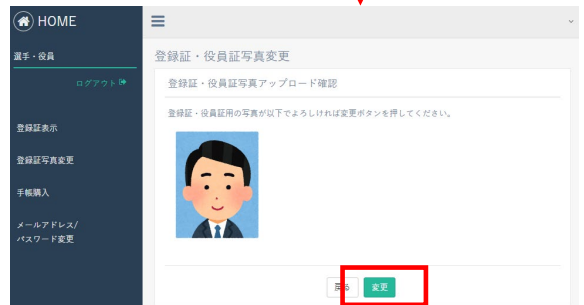 HOME
選手・役員
ログアウト
登録証表示
登録証写真変更
手帳購入
メールアドレス/
パスワード変更
登録証・役員証写真変更
登録証・役員証写真アップロード確認
登録証・役員証用の写真が以下でよろしければ変更ボタンを押してください。
戻る
変更